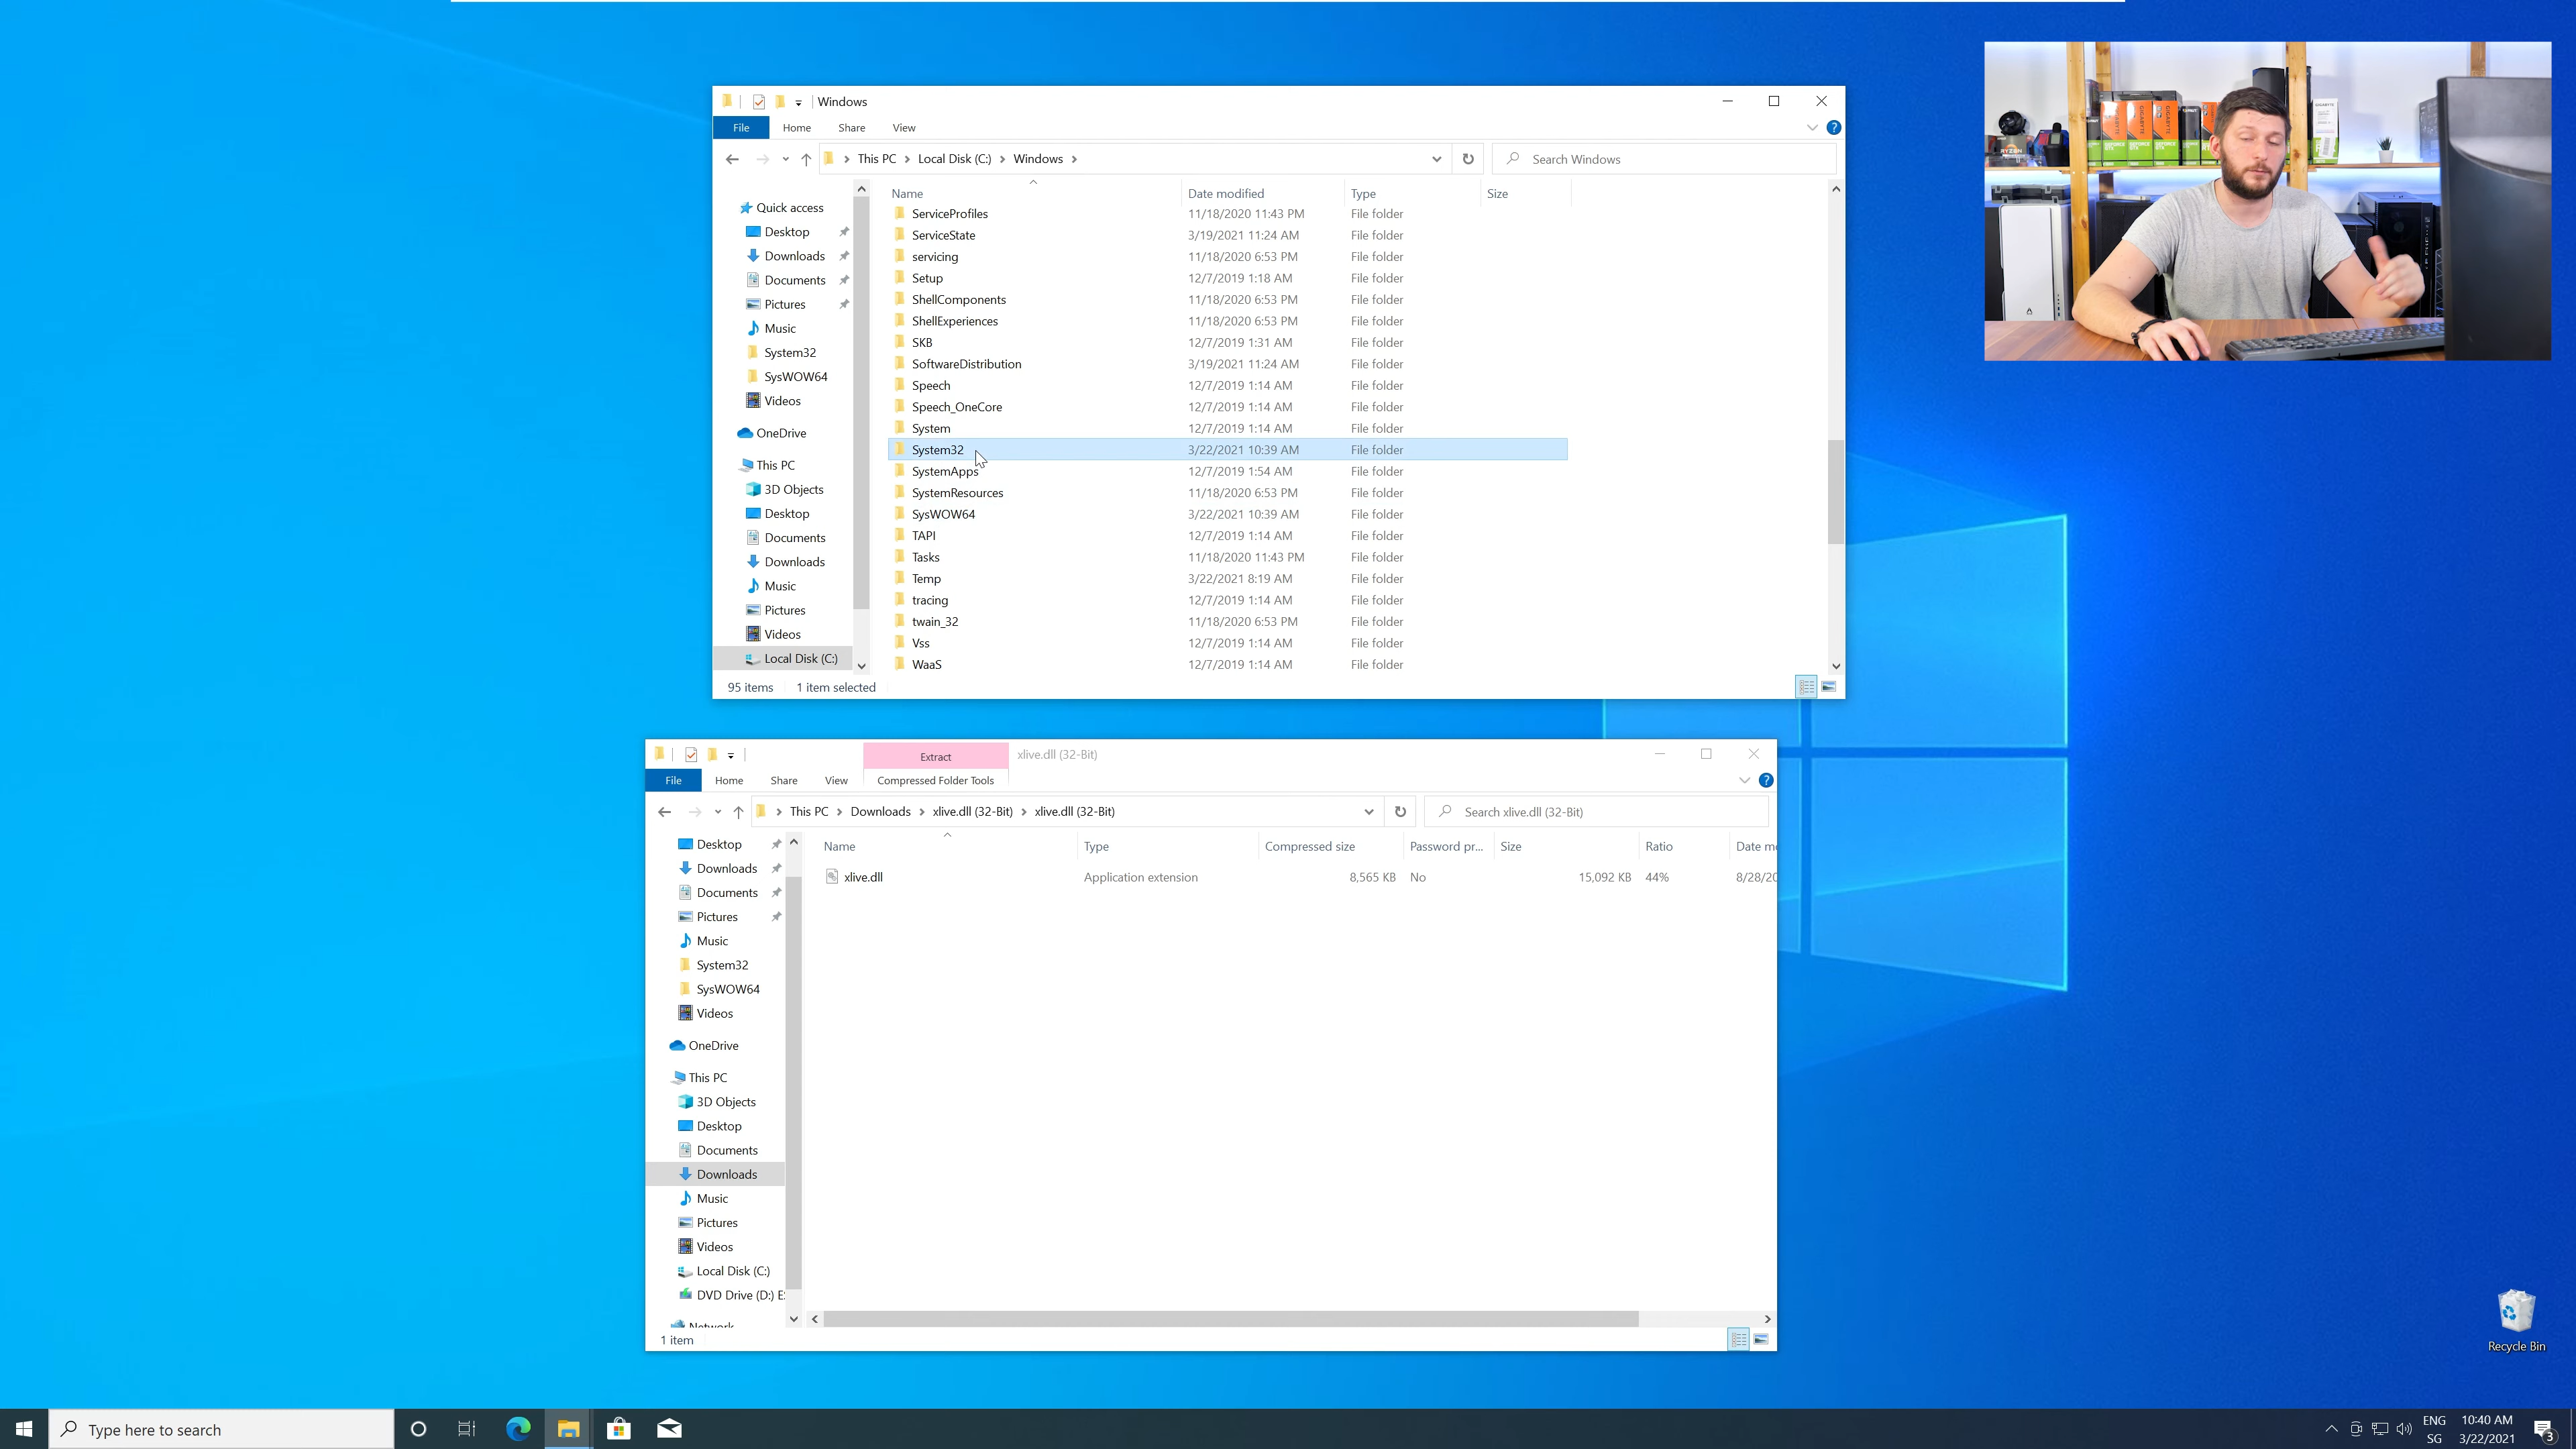 Windows
File Home Share View
This PC Local Disk (C:) Windows
Search Windows
Name Date modified Type Size
Quick access
Desktop
Downloads
Documents
Pictures
Music
System32
SysWOW64
Videos
OneDrive
This PC
3D Objects
Desktop
Documents
Downloads
Music
Pictures
Videos
Local Disk (C:)
ServiceProfiles 11/18/2020 11:43 PM File folder
ServiceState 3/19/2021 11:24 AM File folder
servicing 11/18/2020 6:53 PM File folder
Setup 12/7/2019 1:18 AM File folder
ShellComponents 11/18/2020 6:53 PM File folder
ShellExperiences 11/18/2020 6:53 PM File folder
SKB 12/7/2019 1:31 AM File folder
SoftwareDistribution 3/19/2021 11:24 AM File folder
Speech 12/7/2019 1:14 AM File folder
Speech_OneCore 12/7/2019 1:14 AM File folder
System 12/7/2019 1:14 AM File folder
System32 3/22/2021 10:39 AM File folder
SystemApps 12/7/2019 1:54 AM File folder
SystemResources 11/18/2020 6:53 PM File folder
SysWOW64 3/22/2021 10:39 AM File folder
TAPI 12/7/2019 1:14 AM File folder
Tasks 11/18/2020 11:43 PM File folder
Temp 3/22/2021 8:19 AM File folder
tracing 12/7/2019 1:14 AM File folder
twain_32 11/18/2020 6:53 PM File folder
Vss 12/7/2019 1:14 AM File folder
WaaS 12/7/2019 1:14 AM File folder
95 items 1 item selected
Extract xlive.dll (32-Bit)
File Home Share View Compressed Folder Tools
This PC Downloads xlive.dll (32-Bit) xlive.dll (32-Bit)
Search xlive.dll (32-Bit)
Name Type Compressed size Password pr... Size Ratio Date m
xlive.dll Application extension 8,565 KB No 15,092 KB 44% 8/28/20
Desktop
Downloads
Documents
Pictures
Music
System32
SysWOW64
Videos
OneDrive
This PC
3D Objects
Desktop
Documents
Downloads
Music
Pictures
Videos
Local Disk (C:)
DVD Drive (D:) E
Network
1 item
Recycle Bin
Type here to search
ENG
SG
10:40 AM
3/22/2021
3